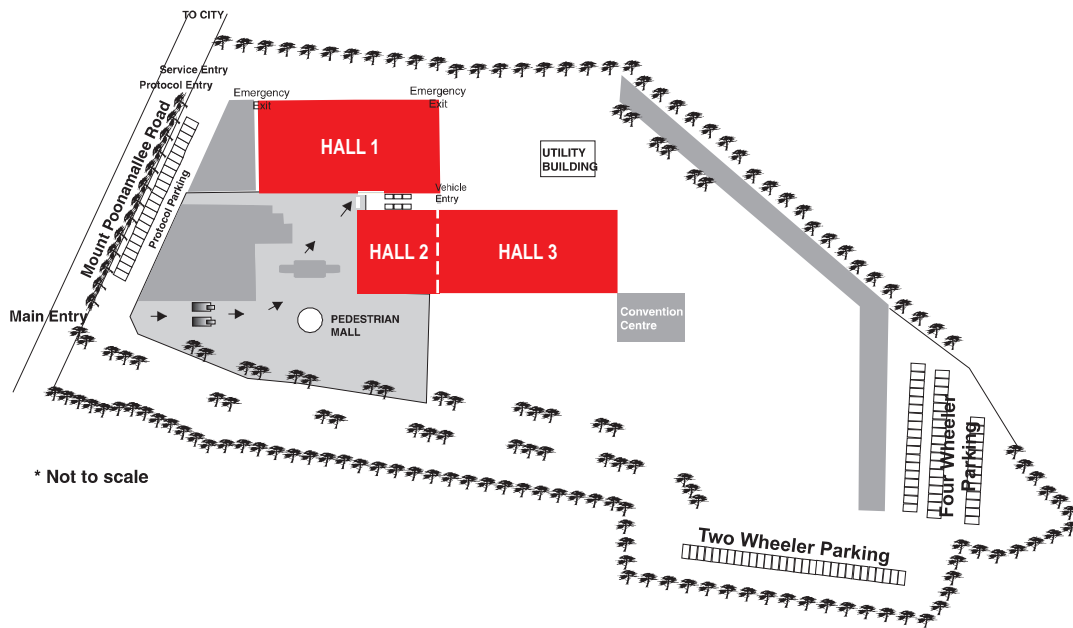 TO CITY
Service Entry
Protocol Entry
Mount Poonamallee Road
Protocol Parking
Emergency
Exit
Emergency
Exit
HALL 1
UTILITY
BUILDING
Vehicle
Entry
HALL 2
HALL 3
Main Entry
PEDESTRIAN
MALL
Convention
Centre
Four Wheeler
Parking
* Not to scale
Two Wheeler Parking